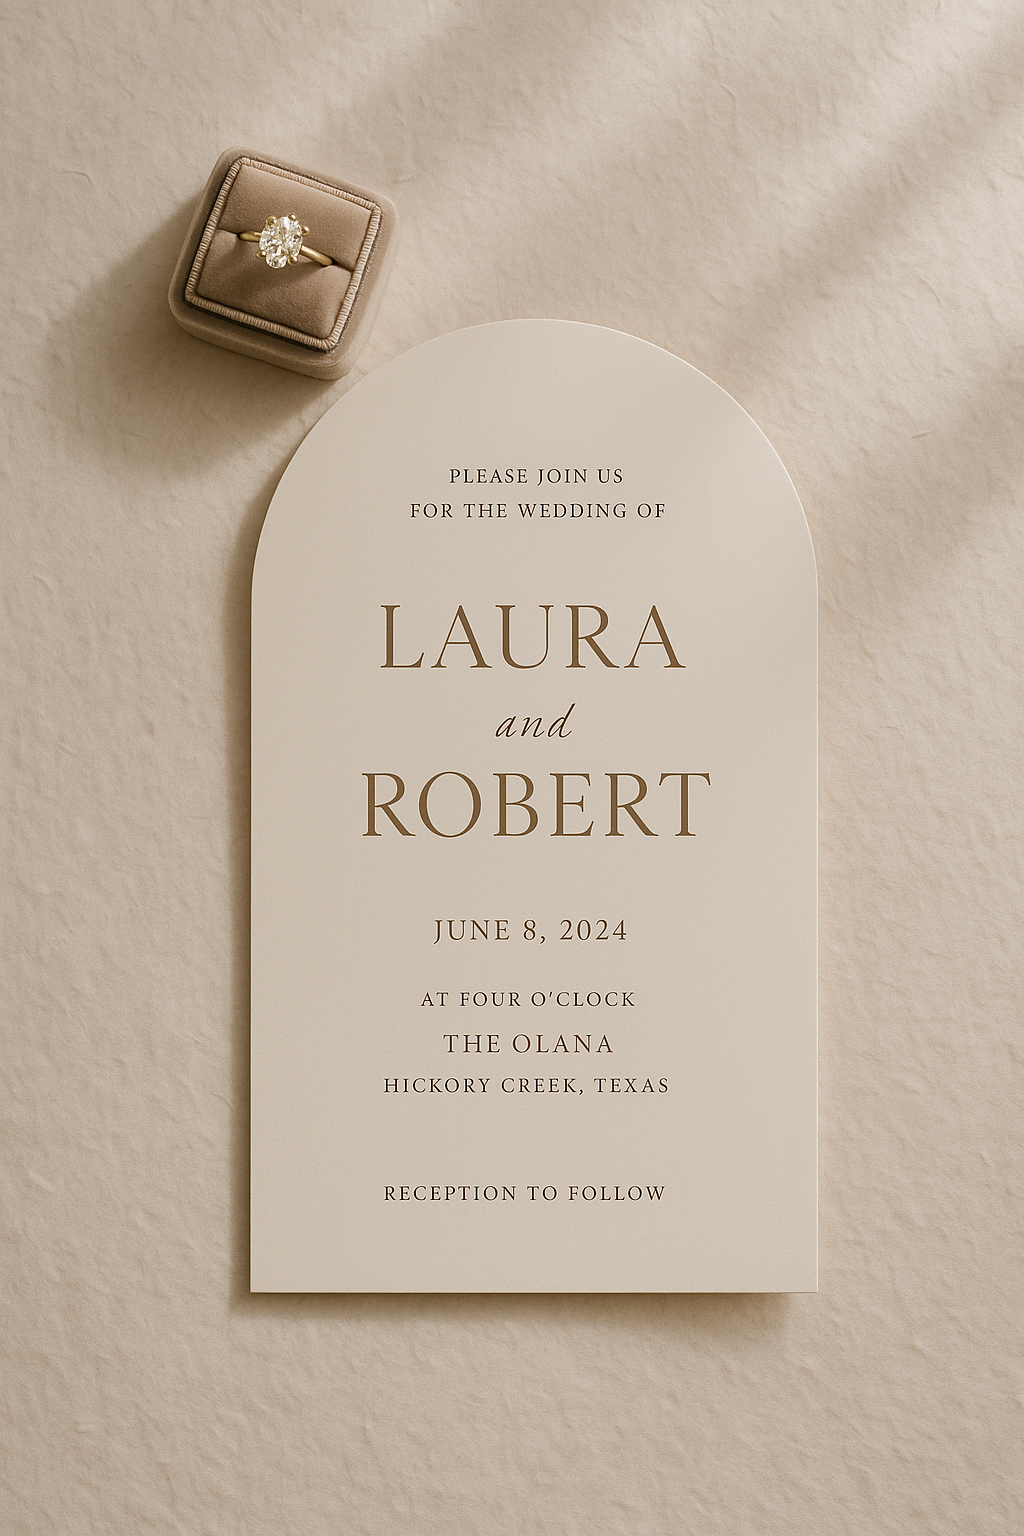 PLEASE JOIN US
FOR THE WEDDING OF
LAURA
and
ROBERT
JUNE 8, 2024
AT FOUR O'CLOCK
THE OLANA
HICKORY CREEK, TEXAS
RECEPTION TO FOLLOW